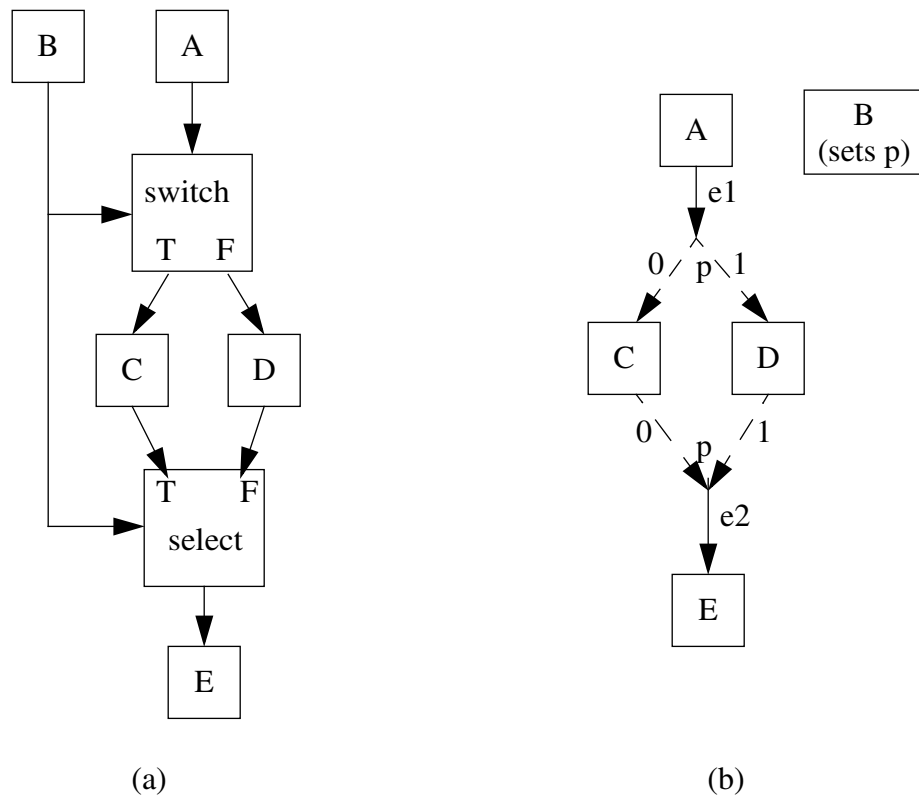 B
A
switch
T F
C
D
T F
select
E
(a)
A
B
(sets p)
e1
0 p 1
C
D
0 p 1
e2
E
(b)